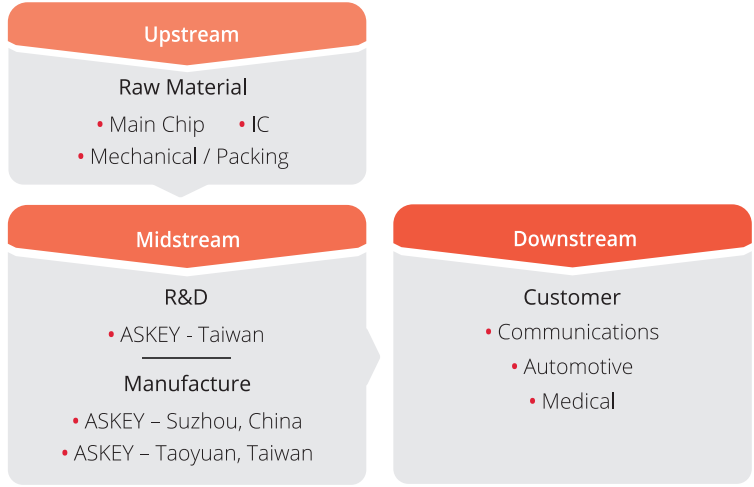 Upstream
Raw Material
• Main Chip • IC
• Mechanical / Packing
Midstream
R&D
• ASKEY - Taiwan
Manufacture
• ASKEY – Suzhou, China
• ASKEY – Taoyuan, Taiwan
Downstream
Customer
• Communications
• Automotive
• Medical